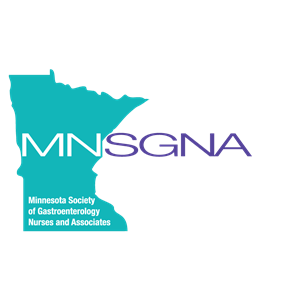 MNSGNA
Minnesota Society
of Gastroenterology
Nurses and Associates